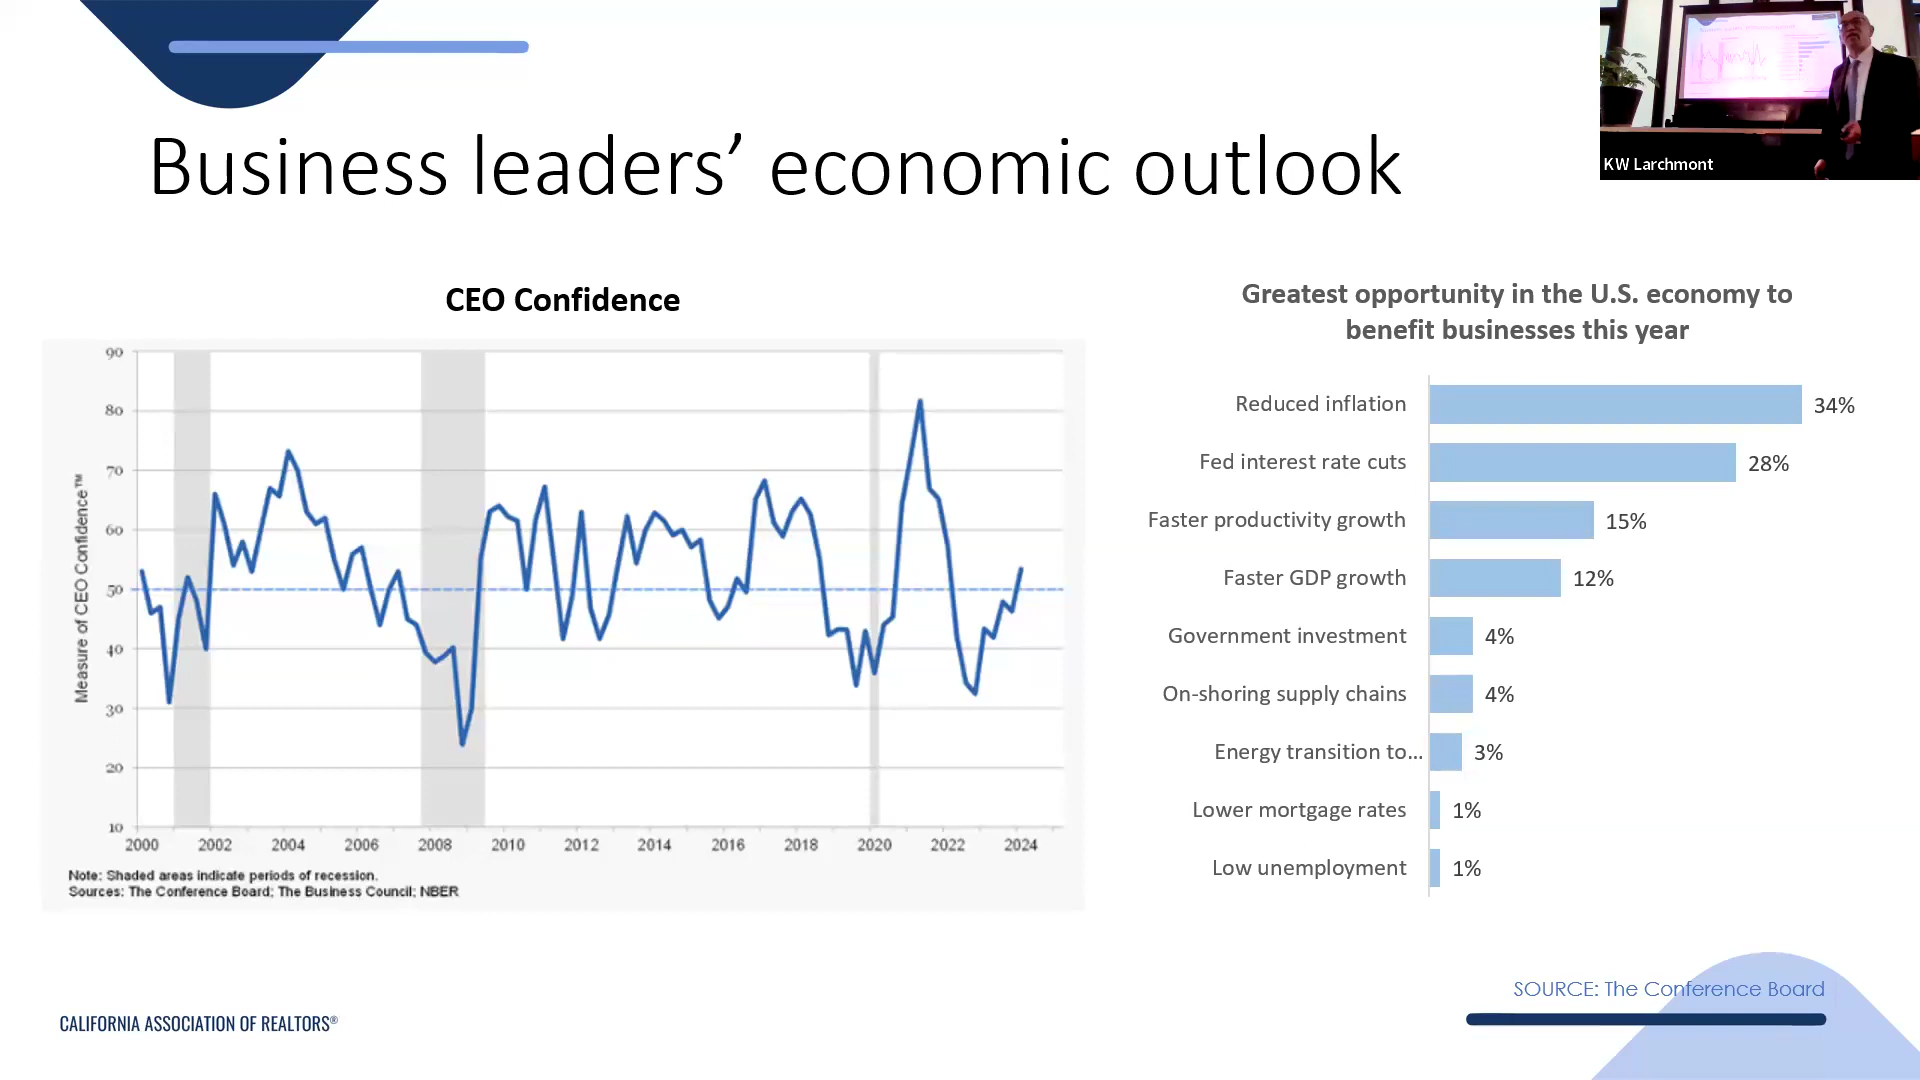 KW Larchmont
Business leaders’ economic outlook
CEO Confidence
Measure of CEO Confidence™
90
80
70
60
50
40
30
20
10
2000 2002 2004 2006 2008 2010 2012 2014 2016 2018 2020 2022 2024
Note: Shaded areas indicate periods of recession.
Sources: The Conference Board; The Business Council; NBER
Greatest opportunity in the U.S. economy to
benefit businesses this year
Reduced inflation 34%
Fed interest rate cuts 28%
Faster productivity growth 15%
Faster GDP growth 12%
Government investment 4%
On-shoring supply chains 4%
Energy transition to... 3%
Lower mortgage rates 1%
Low unemployment 1%
SOURCE: The Conference Board
CALIFORNIA ASSOCIATION OF REALTORS®